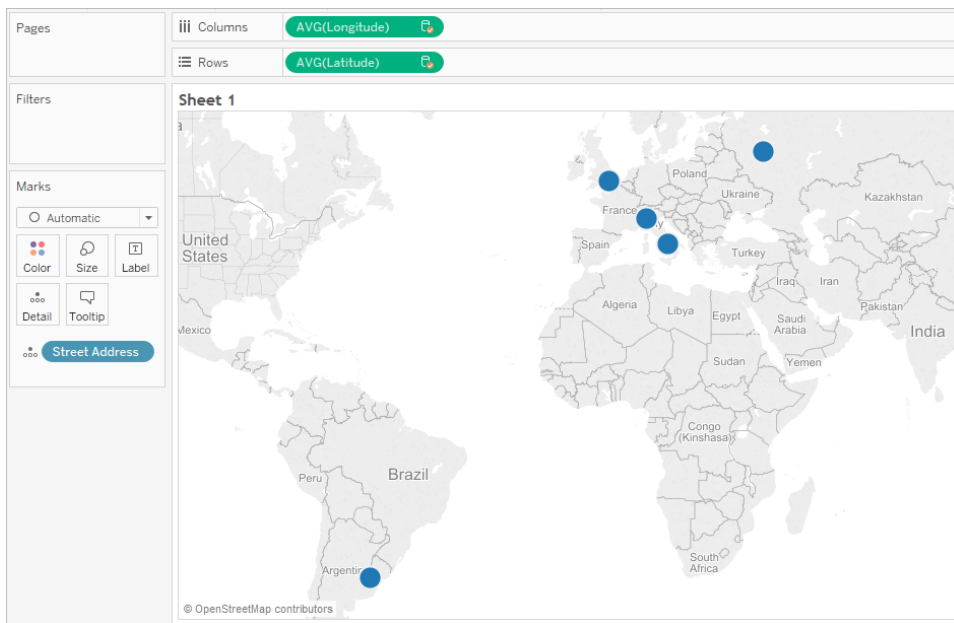 Pages
Columns
AVG(Longitude)
Rows
AVG(Latitude)
Filters
Marks
Automatic
Color
Size
T
Label
Detail
Tooltip
Street Address
Sheet 1
a
Poland
Ukraine
Kazakhstan
France
y
Spain
United
States
Turkey
Iraq
Iran
Algeria
Libya
Egypt
Pakistan
Saudi
Arabia
India
Mexico
Sudan
Yemen
Congo
(Kinshasa)
Peru
Brazil
South
Africa
Argentin
© OpenStreetMap contributors